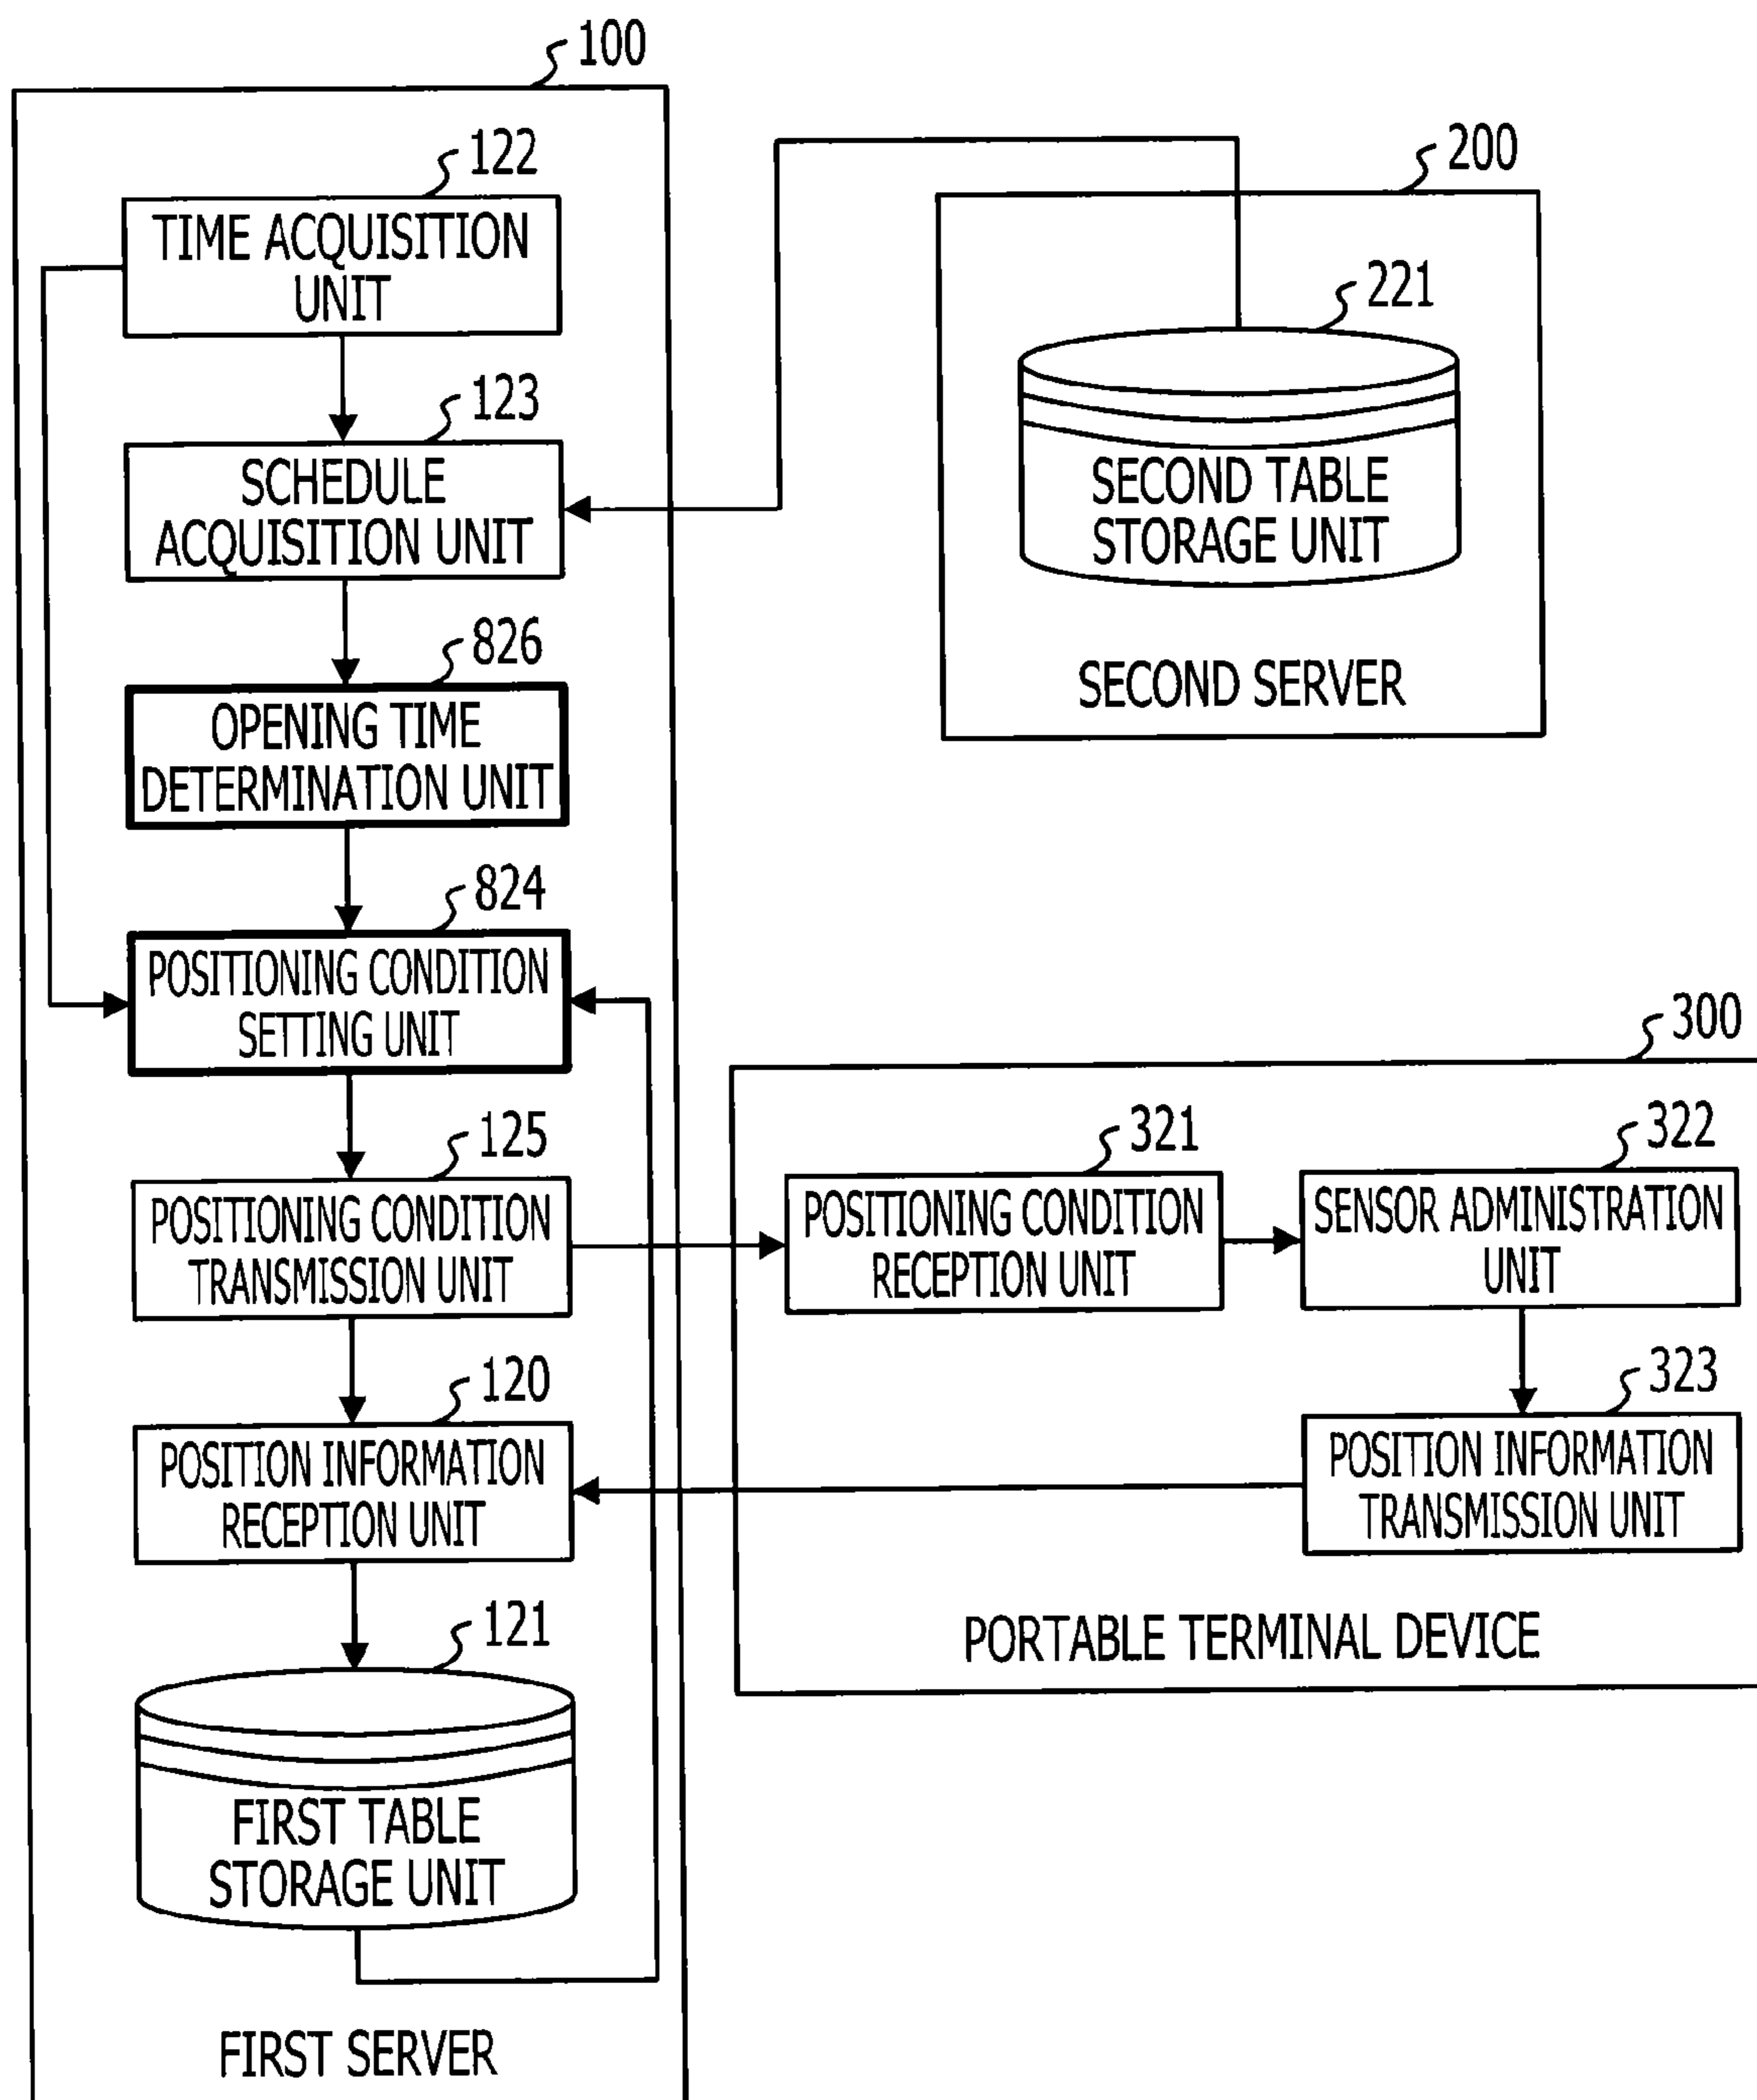 100
122
TIME ACQUISITION
UNIT
123
SCHEDULE
ACQUISITION UNIT
826
OPENING TIME
DETERMINATION UNIT
824
POSITIONING CONDITION
SETTING UNIT
125
POSITIONING CONDITION
TRANSMISSION UNIT
120
POSITION INFORMATION
RECEPTION UNIT
121
FIRST TABLE
STORAGE UNIT
FIRST SERVER
200
221
SECOND TABLE
STORAGE UNIT
SECOND SERVER
300
321
POSITIONING CONDITION
RECEPTION UNIT
322
SENSOR ADMINISTRATION
UNIT
323
POSITION INFORMATION
TRANSMISSION UNIT
PORTABLE TERMINAL DEVICE